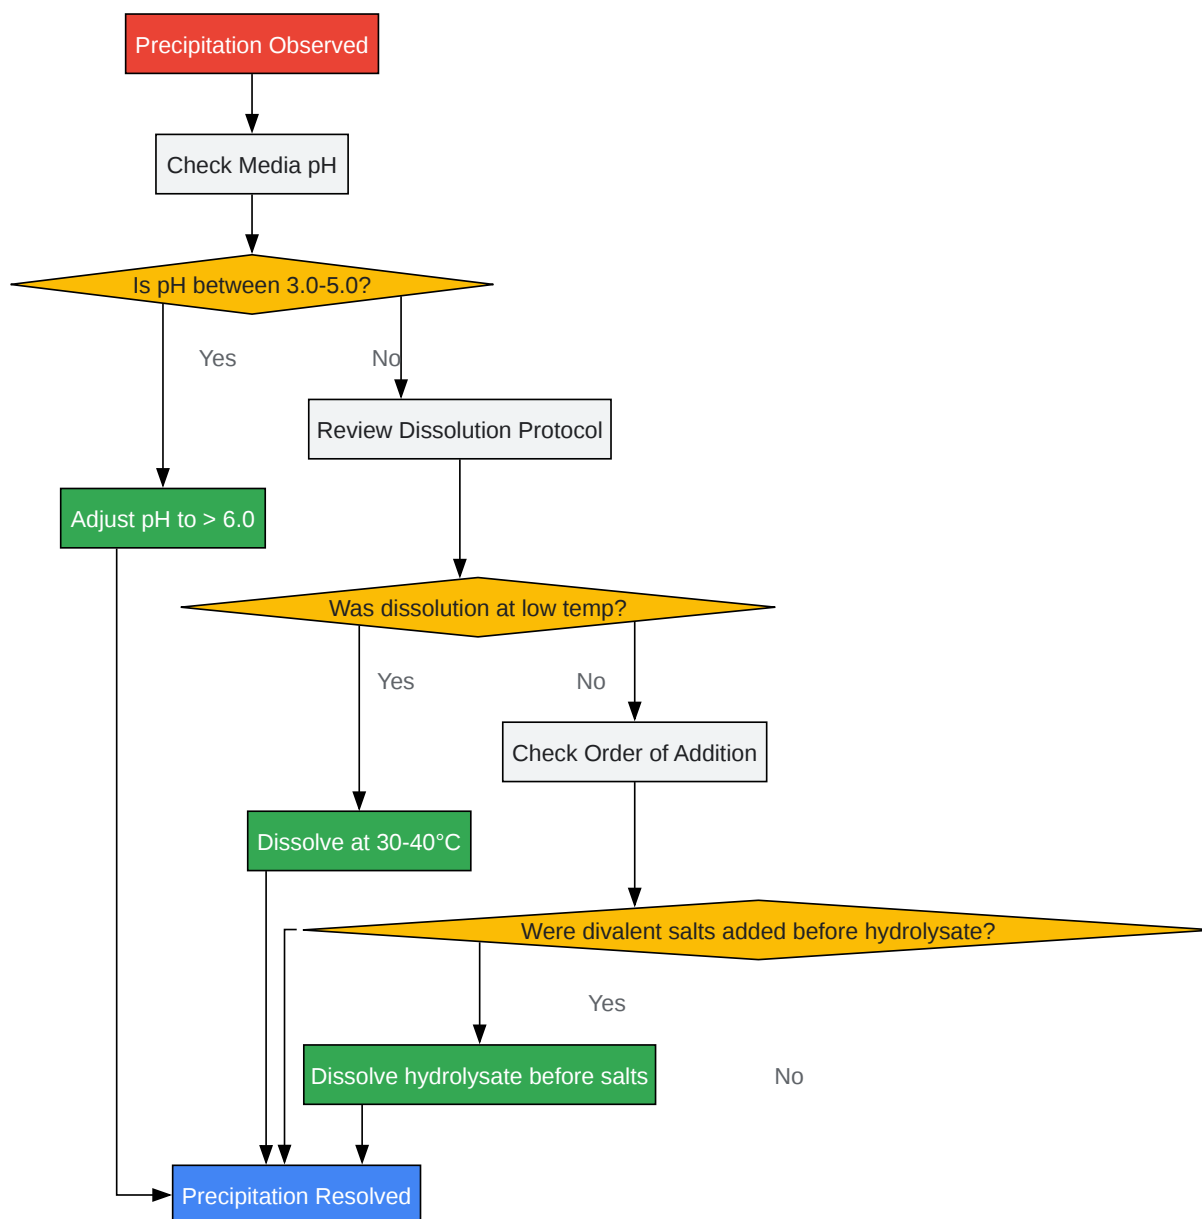 Precipitation Observed
Check Media pH
Is pH between 3.0-5.0?
Yes
No
Review Dissolution Protocol
Adjust pH to > 6.0
Was dissolution at low temp?
Yes
No
Check Order of Addition
Dissolve at 30-40°C
Were divalent salts added before hydrolysate?
Yes
Dissolve hydrolysate before salts
No
Precipitation Resolved